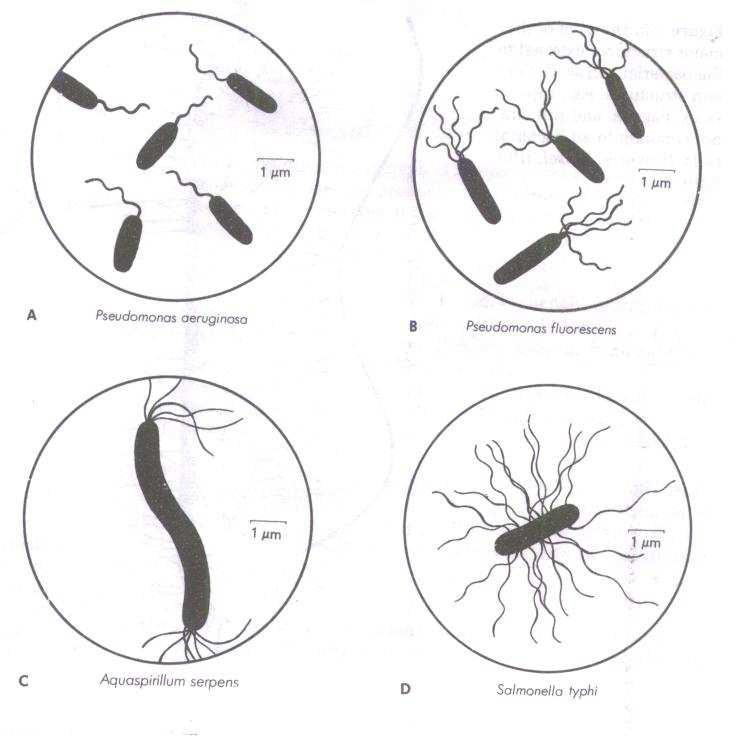 1 μm
A Pseudomonas aeruginosa
1 μm
B Pseudomonas fluorescens
1 μm
C Aquaspirillum serpens
1 μm
D Salmonella typhi